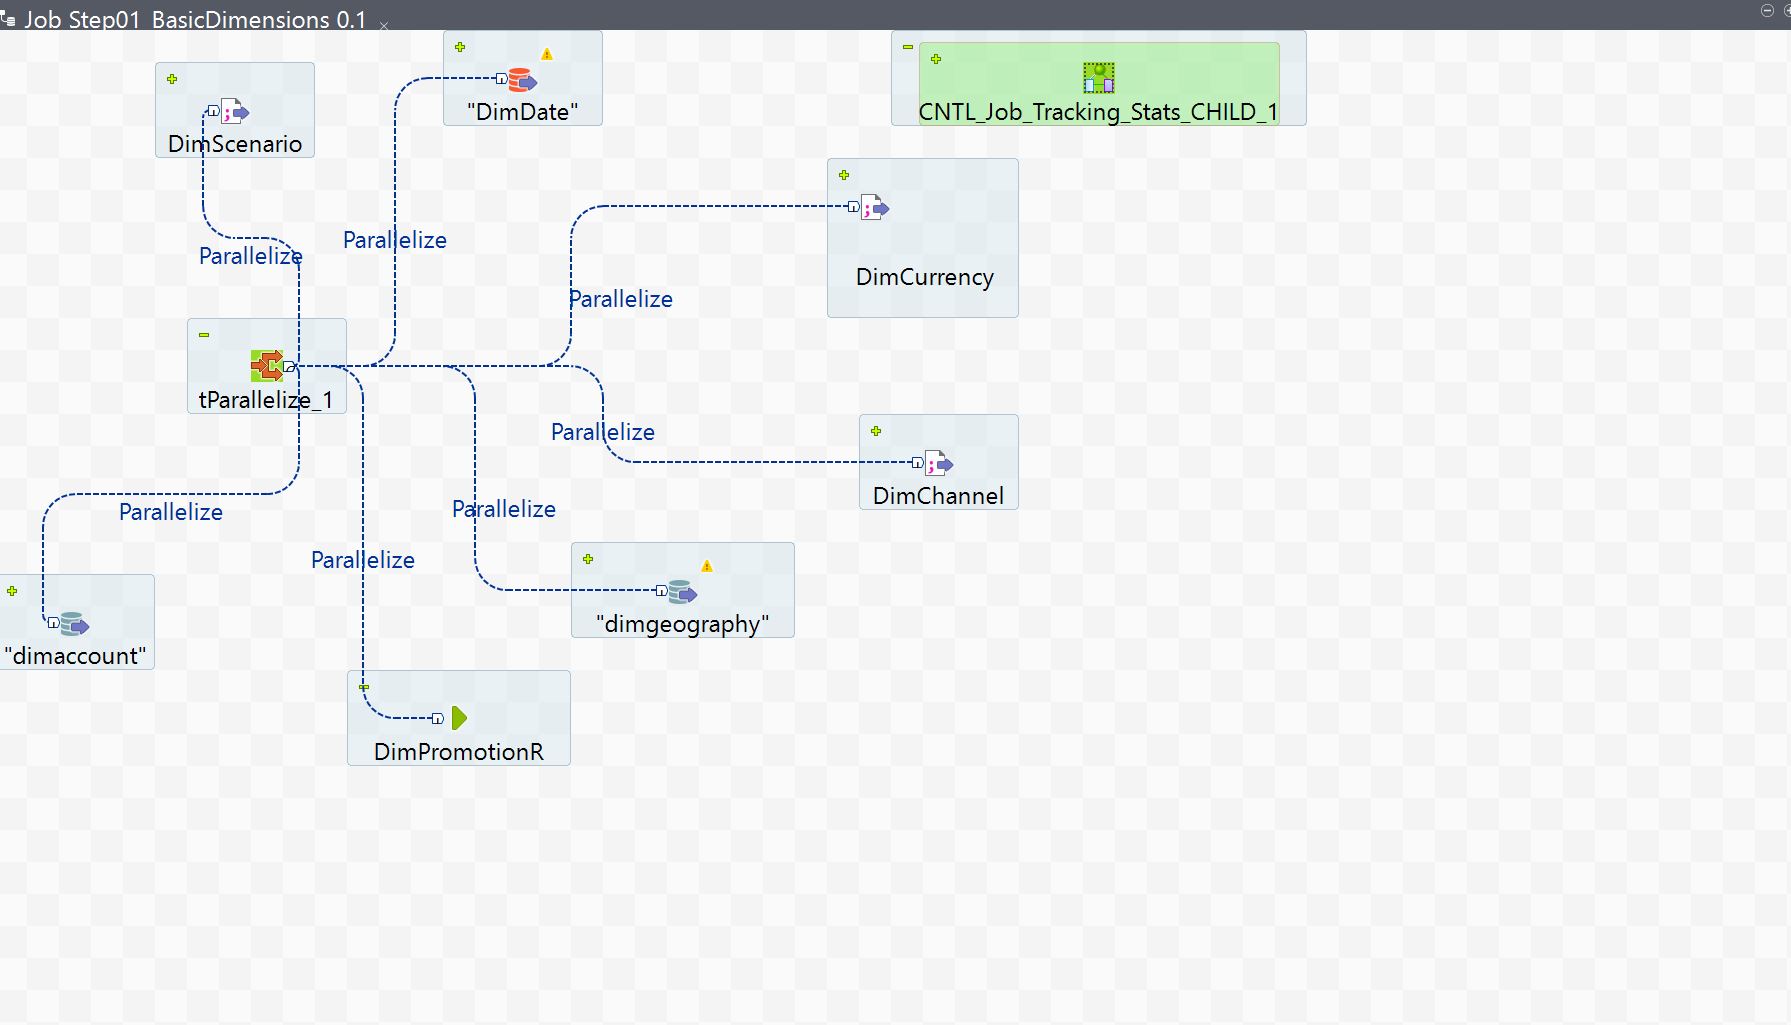 Job Step01_BasicDimensions 0.1
"DimDate"
CNTL_Job_Tracking_Stats_CHILD_1
DimScenario
Parallelize
Parallelize
DimCurrency
Parallelize
tParallelize_1
Parallelize
DimChannel
Parallelize
Parallelize
Parallelize
"dimgeography"
"dimaccount"
DimPromotionR